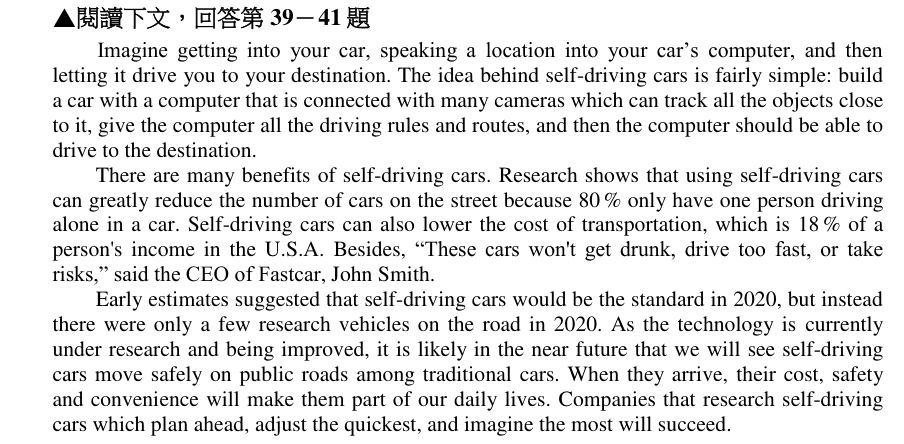 ▲閱讀下文，回答第 39－41 題
Imagine getting into your car, speaking a location into your car's computer, and then
letting it drive you to your destination. The idea behind self-driving cars is fairly simple: build
a car with a computer that is connected with many cameras which can track all the objects close
to it, give the computer all the driving rules and routes, and then the computer should be able to
drive to the destination.
There are many benefits of self-driving cars. Research shows that using self-driving cars
can greatly reduce the number of cars on the street because 80 % only have one person driving
alone in a car. Self-driving cars can also lower the cost of transportation, which is 18 % of a
person's income in the U.S.A. Besides, “These cars won't get drunk, drive too fast, or take
risks,” said the CEO of Fastcar, John Smith.
Early estimates suggested that self-driving cars would be the standard in 2020, but instead
there were only a few research vehicles on the road in 2020. As the technology is currently
under research and being improved, it is likely in the near future that we will see self-driving
cars move safely on public roads among traditional cars. When they arrive, their cost, safety
and convenience will make them part of our daily lives. Companies that research self-driving
cars which plan ahead, adjust the quickest, and imagine the most will succeed.